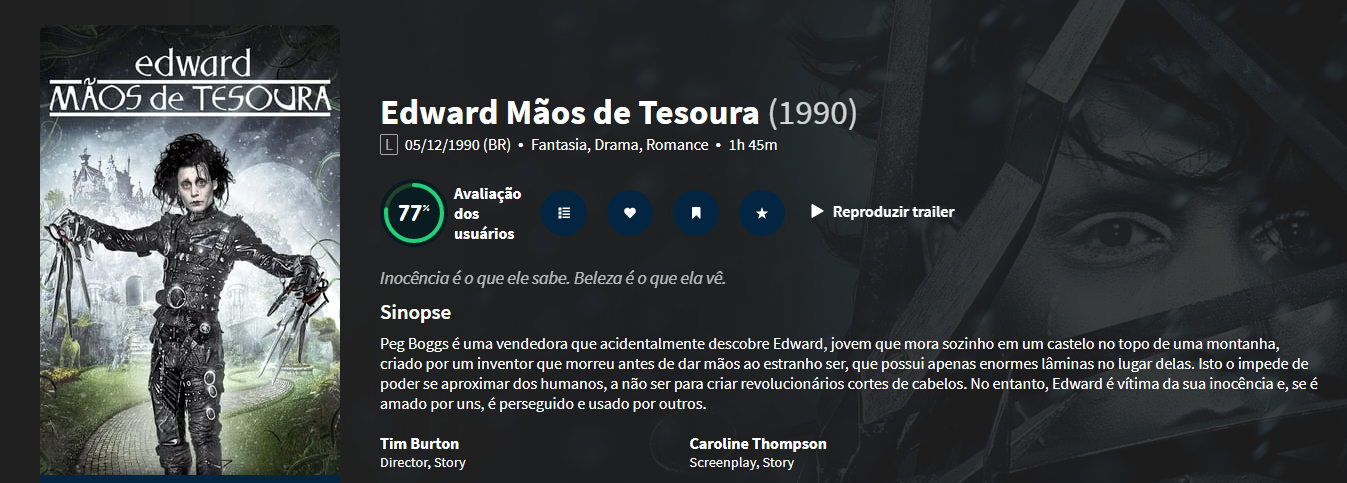 edward
MÃOS de TESOURA
Edward Mãos de Tesoura (1990)
L 05/12/1990 (BR) • Fantasia, Drama, Romance • 1h 45m
77%
Avaliação
dos
usuários
Reproduzir trailer
Inocência é o que ele sabe. Beleza é o que ela vê.
Sinopse
Peg Boggs é uma vendedora que acidentalmente descobre Edward, jovem que mora sozinho em um castelo no topo de uma montanha,
criado por um inventor que morreu antes de dar mãos ao estranho ser, que possui apenas enormes lâminas no lugar delas. Isto o impede de
poder se aproximar dos humanos, a não ser para criar revolucionários cortes de cabelos. No entanto, Edward é vítima da sua inocência e, se é
amado por uns, é perseguido e usado por outros.
Tim Burton
Director, Story
Caroline Thompson
Screenplay, Story